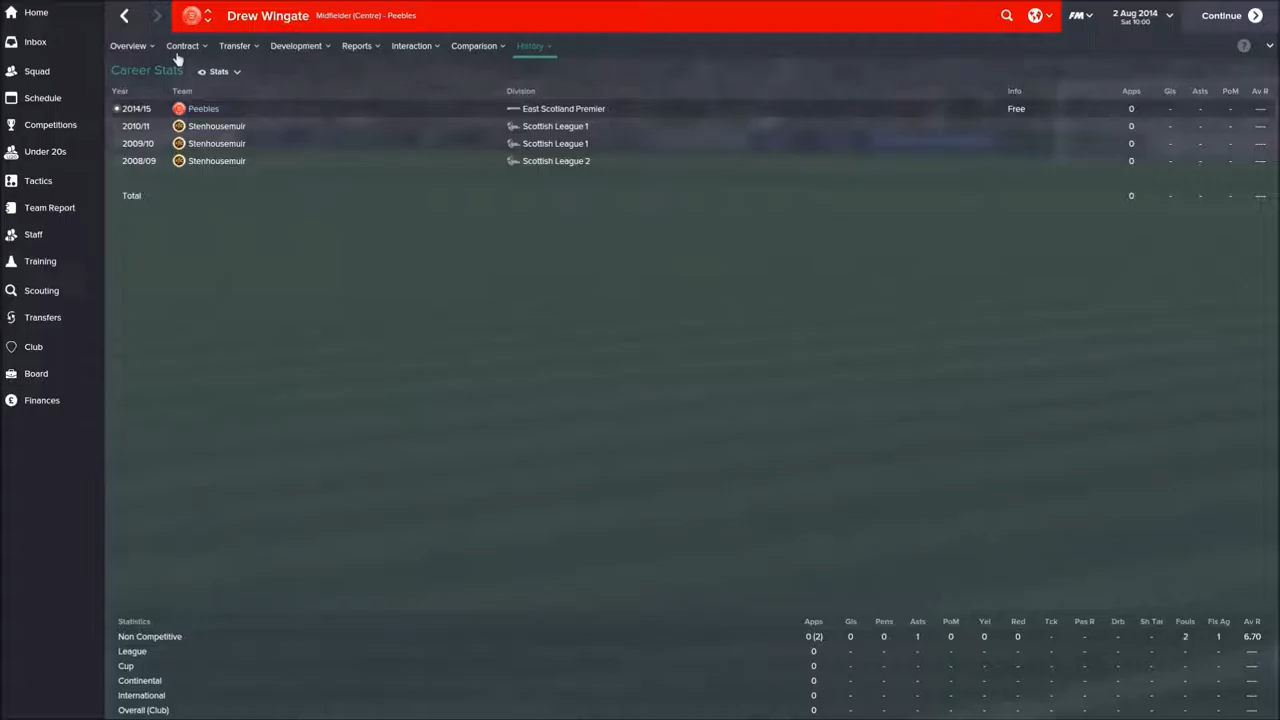 Home
Drew Wingate Midfielder (Centre) - Peebles FM 2 Aug 2014 Sat 10:00 Continue
Inbox
Overview Contract Transfer Development Reports Interaction Comparison History ?
Squad
Career Stats Stats
Schedule
Year Team Division Info Apps Gls Asts PoM Av R
2014/15 Peebles East Scotland Premier Free 0 - - - ---
Competitions
2010/11 Stenhousemuir Scottish League 1 0 - - - ---
2009/10 Stenhousemuir Scottish League 1 0 - - - ---
Under 20s
2008/09 Stenhousemuir Scottish League 2 0 - - - ---
Tactics
Total 0 - - - ---
Team Report
Staff
Training
Scouting
Transfers
Club
Board
Finances
Statistics Apps Gls Pens Asts PoM Yel Red Tck Pas R Drb Sh Tar Fouls Fls Ag Av R
Non Competitive 0 (2) 0 0 1 0 0 0 - - - - 2 1 6.70
League 0 - - - - - - - - - - - - ---
Cup 0 - - - - - - - - - - - - ---
Continental 0 - - - - - - - - - - - - ---
International 0 - - - - - - - - - - - - ---
Overall (Club) 0 - - - - - - - - - - - - ---